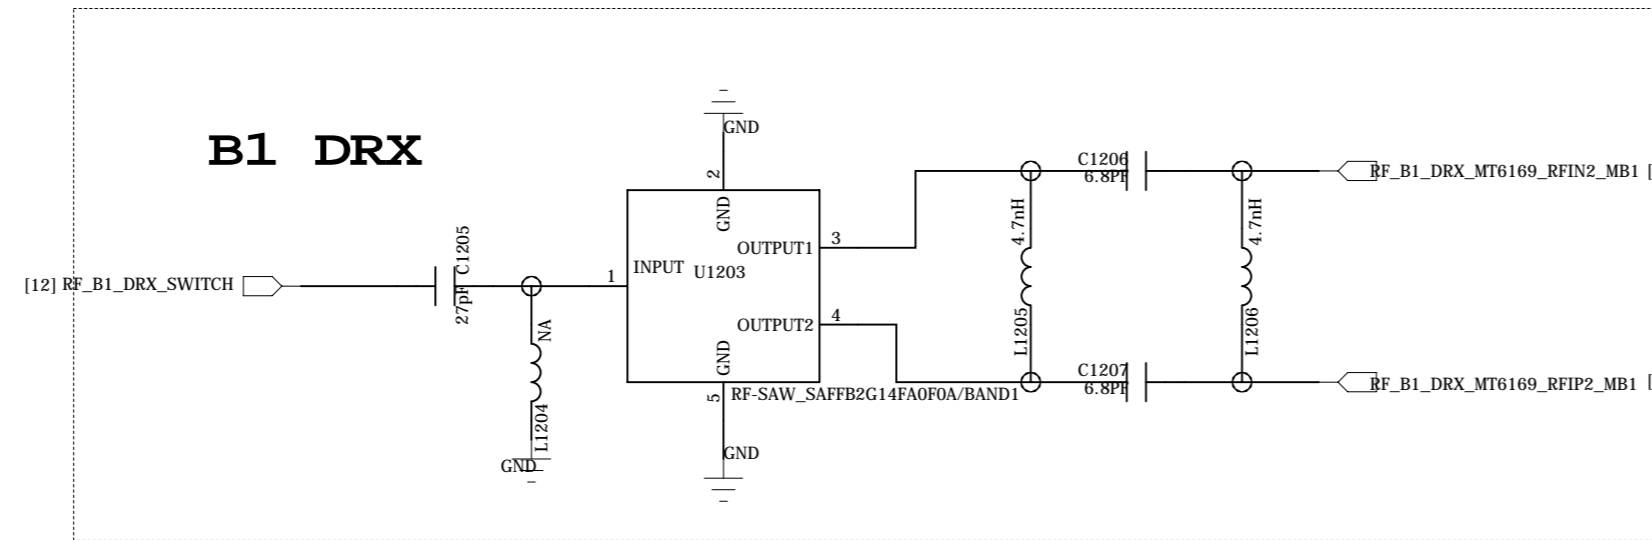 B1 DRX
GND
2
GND
C1205
27pF
[12] RF_B1_DRX_SWITCH
1
INPUT
U1203
OUTPUT1
3
OUTPUT2
4
GND
5
RF-SAW_SAFFB2G14FA0F0A/BAND1
GND
NA
L1204
GND
C1206
6.8PF
4.7nH
L1205
4.7nH
L1206
C1207
6.8PF
RF_B1_DRX_MT6169_RFIN2_MB1 [
RF_B1_DRX_MT6169_RFIP2_MB1 [